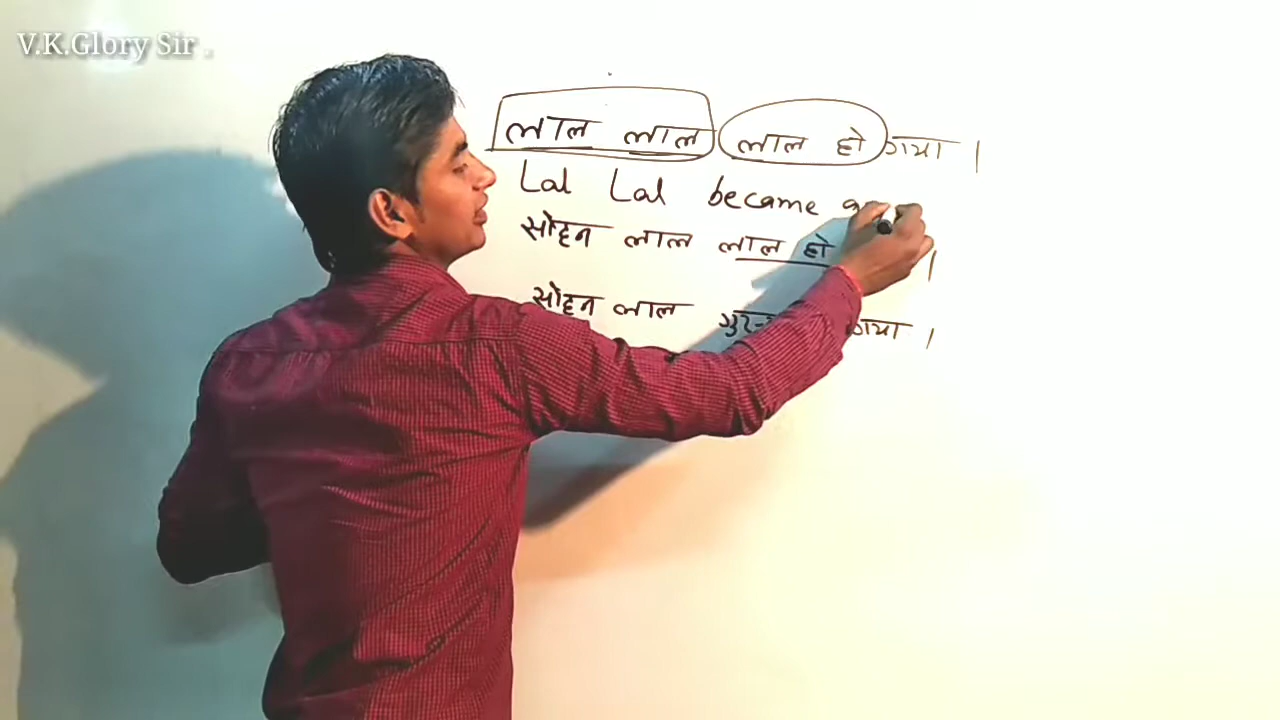 V.K.Glory Sir .
लाल लाल लाल हो गया ।
Lal Lal became
सोहन लाल लाल हो ।
सोहन लाल गया ।